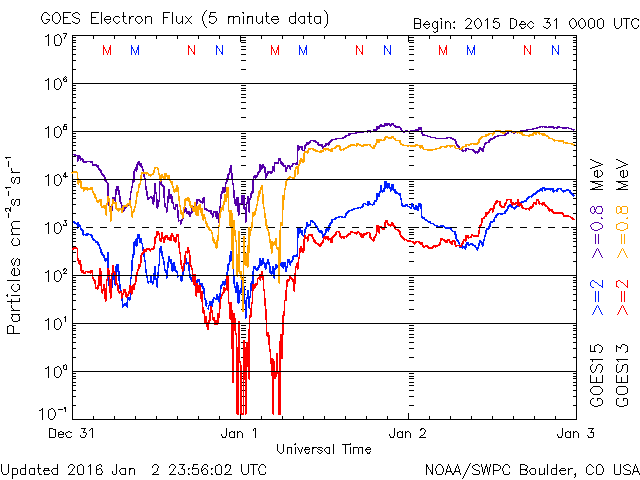 GOES Electron Flux (5 minute data)
Begin: 2015 Dec 31 0000 UTC
M M N N M M N N M M N N
10⁷
10⁶
10⁵
10⁴
10³
10²
10¹
10⁰
10⁻¹
Particles cm⁻²s⁻¹sr⁻¹
Dec 31 Jan 1 Jan 2 Jan 3
Universal Time
GOES15 >=2 >=0.8 MeV
GOES13 >=2 >=0.8 MeV
Updated 2016 Jan 2 23:56:02 UTC
NOAA/SWPC Boulder, CO USA